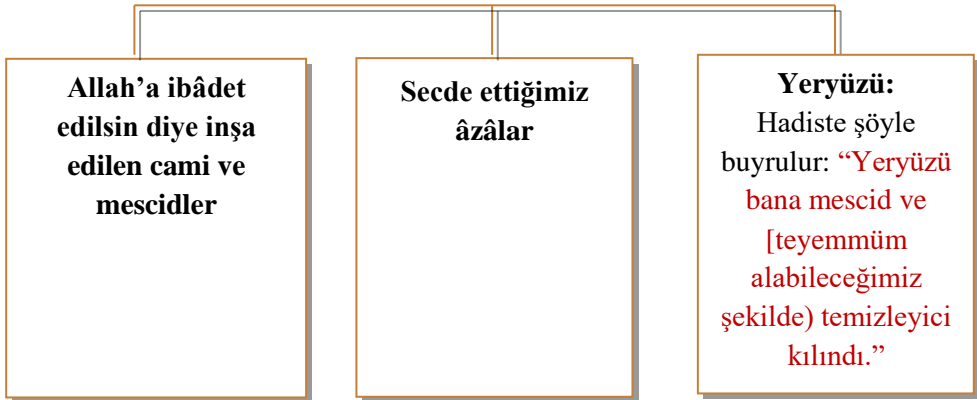 Allah’a ibâdet
edilsin diye inşa
edilen cami ve
mescidler
Secde ettiğimiz
âzâlar
Yeryüzü:
Hadiste şöyle
buyrulur: “Yeryüzü
bana mescid ve
[teyemmüm
alabileceğimiz
şekilde) temizleyici
kılındı.”